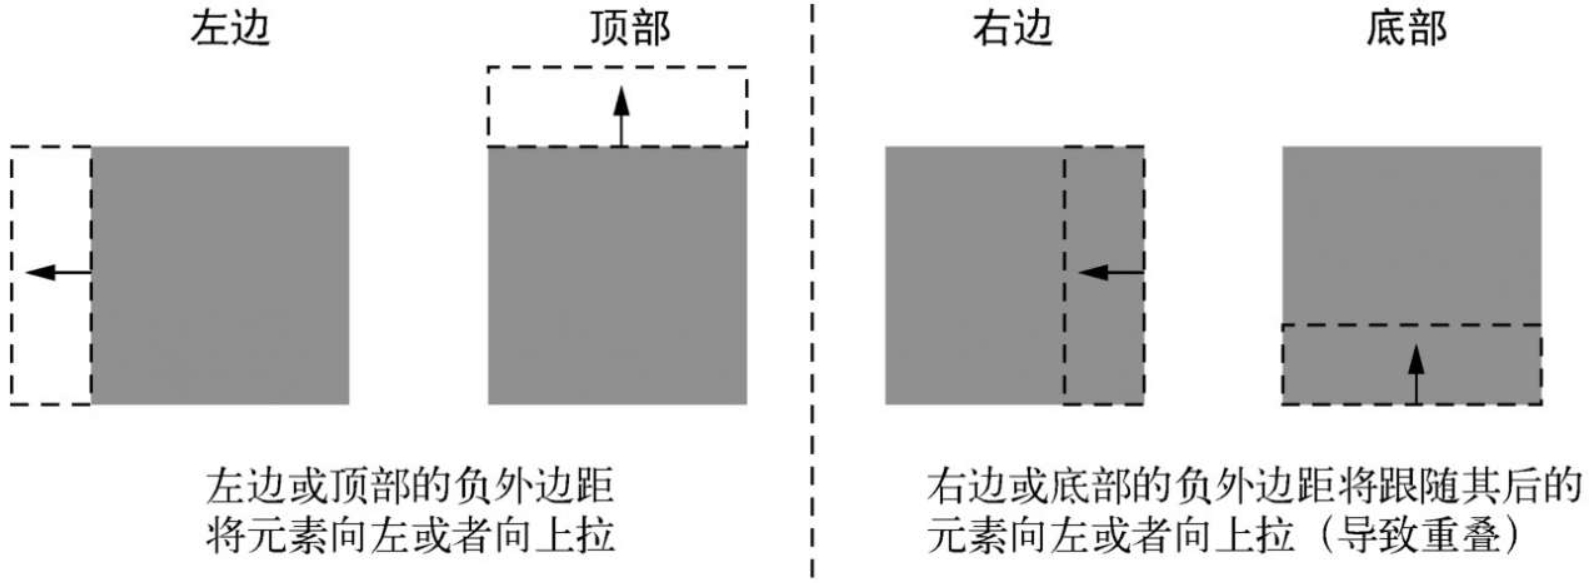 左边
顶部
右边
底部
左边或顶部的负外边距
将元素向左或者向上拉
右边或底部的负外边距将跟随其后的
元素向左或者向上拉（导致重叠）